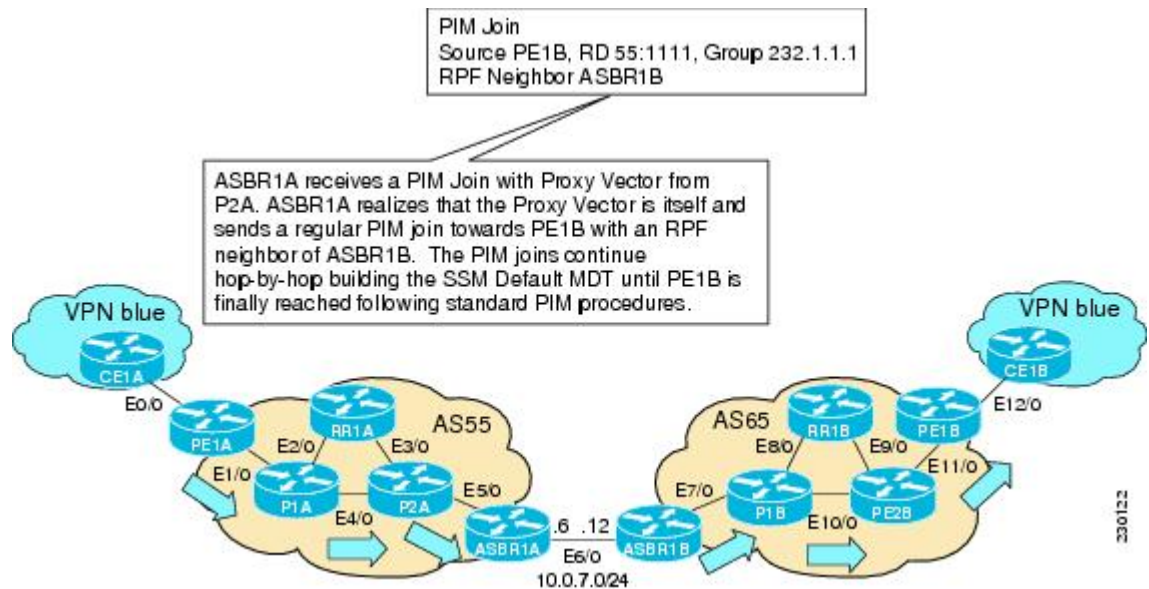 PIM Join
Source PE1B, RD 55:1111, Group 232.1.1.1
RPF Neighbor ASBR1B
ASBR1A receives a PIM Join with Proxy Vector from
P2A. ASBR1A realizes that the Proxy Vector is itself and
sends a regular PIM join towards PE1B with an RPF
neighbor of ASBR1B. The PIM joins continue
hop-by-hop building the SSM Default MDT until PE1B is
finally reached following standard PIM procedures.
VPN blue
CE1A
E0/0
PE1A
E1/0
E2/0
RR1A
E3/0
AS55
P1A
E4/0
P2A
E5/0
ASBR1A
.6 .12
E6/0
10.0.7.0/24
ASBR1B
E7/0
AS65
E8/0
RR1B
E9/0
PE1B
P1B
E10/0
PE2B
E11/0
VPN blue
CE1B
E12/0
230122